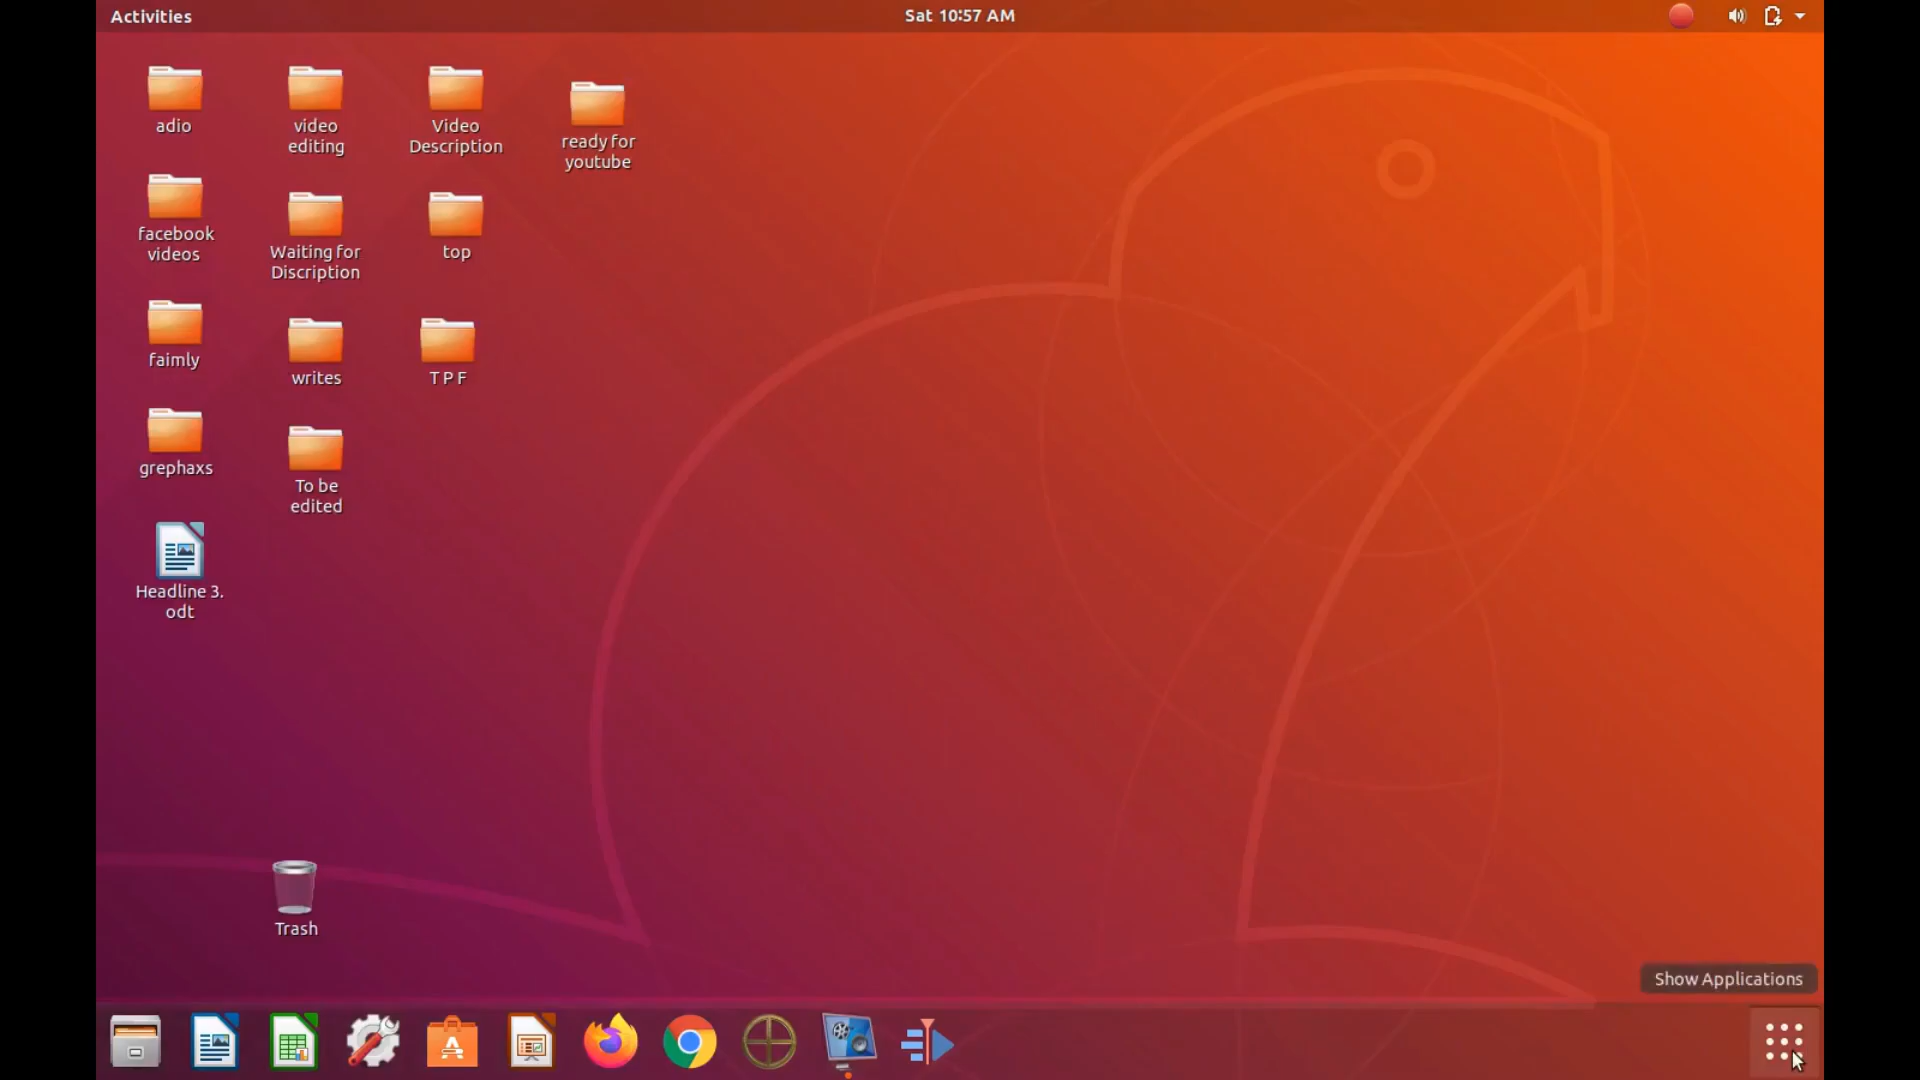 Activities
Sat 10:57 AM
adio
video
editing
Video
Description
ready for
youtube
facebook
videos
Waiting for
Discription
top
faimly
writes
T P F
grephaxs
To be
edited
Headline 3.
odt
Trash
Show Applications